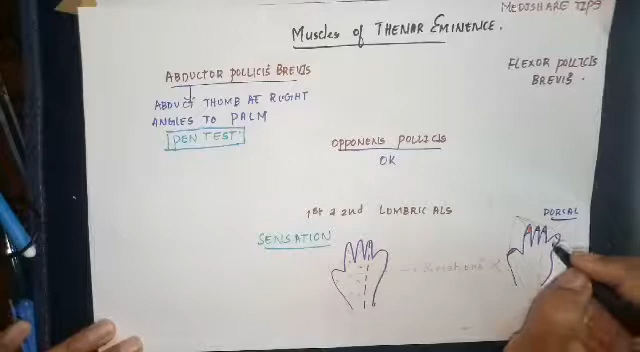 MEDISHARE TIPS
Muscles of THENAR EMINENCE.
ABDUCTOR POLLICIS BREVIS
ABDUCT THUMB AT RIGHT
ANGLES TO PALM
PEN TEST
FLEXOR POLLICIS
BREVIS.
OPPONENS POLLICIS
OK
1st & 2nd LUMBRICALS
SENSATION
DORSAL